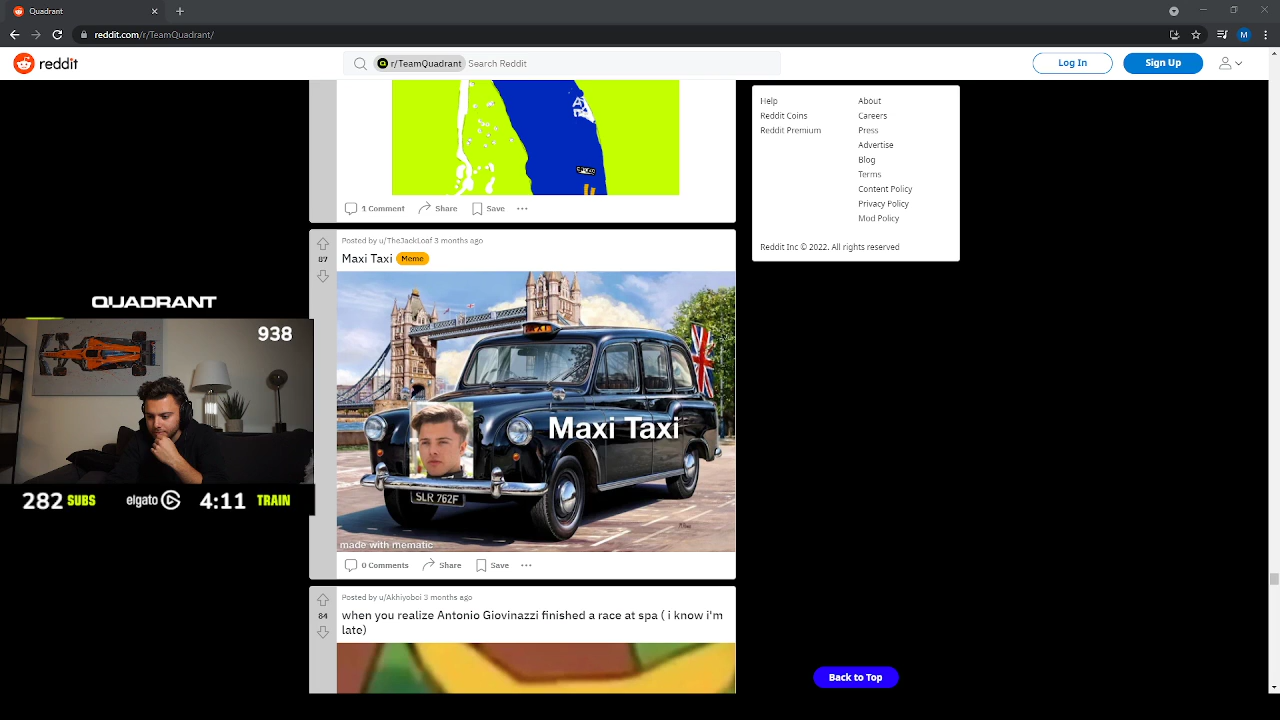 Quadrant
reddit.com/r/TeamQuadrant/
M
reddit
r/TeamQuadrant
Search Reddit
Log In
Sign Up
1 Comment
Share
Save
Help
Reddit Coins
Reddit Premium
About
Careers
Press
Advertise
Blog
Terms
Content Policy
Privacy Policy
Mod Policy
Reddit Inc © 2022. All rights reserved
Posted by u/TheJackLoaf 3 months ago
87
Maxi Taxi
Meme
TAXI
Maxi Taxi
SLR 762F
made with mematic
0 Comments
Share
Save
QUADRANT
938
282 SUBS
elgato
4:11 TRAIN
Posted by u/Akhiyobei 3 months ago
84
when you realize Antonio Giovinazzi finished a race at spa ( i know i'm
late)
Back to Top